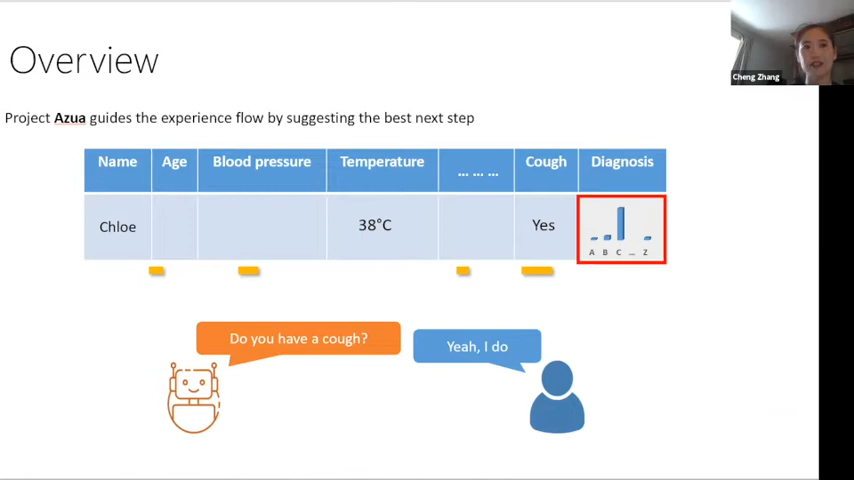 Overview
Cheng Zhang
Project Azua guides the experience flow by suggesting the best next step
Name Age Blood pressure Temperature ... ... ... Cough Diagnosis
Chloe 38°C Yes
A B C ... Z
Do you have a cough?
Yeah, I do